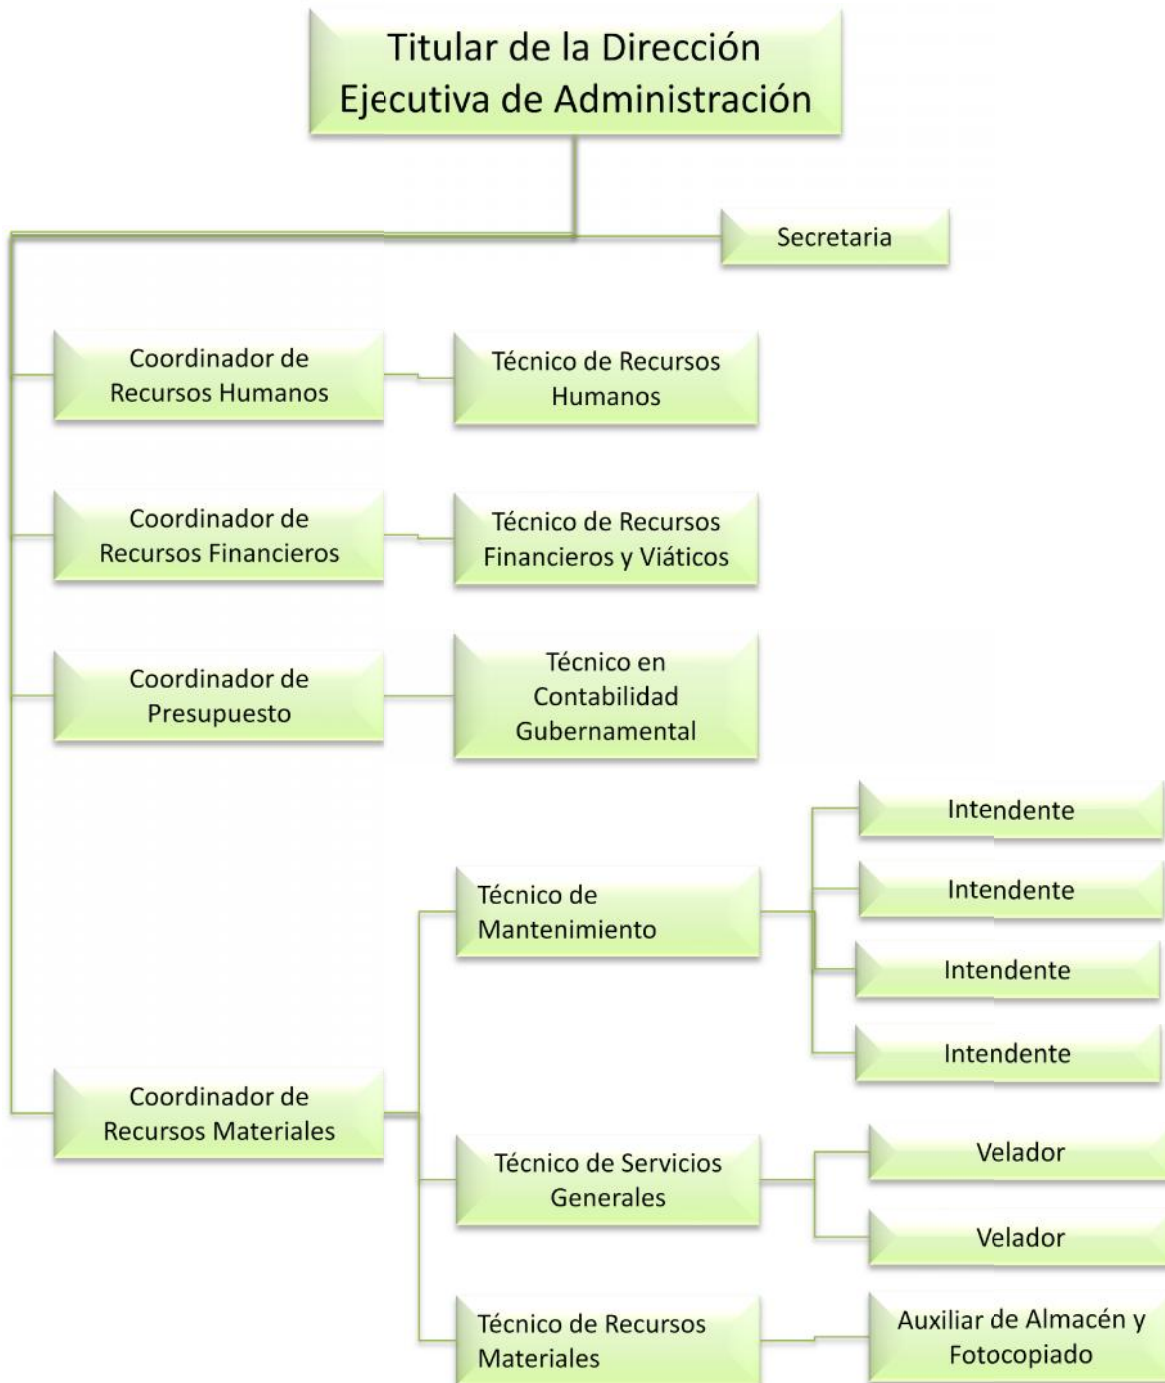 Titular de la Dirección
Ejecutiva de Administración
Secretaria
Coordinador de
Recursos Humanos
Técnico de Recursos
Humanos
Coordinador de
Recursos Financieros
Técnico de Recursos
Financieros y Viáticos
Coordinador de
Presupuesto
Técnico en
Contabilidad
Gubernamental
Coordinador de
Recursos Materiales
Técnico de
Mantenimiento
Intendente
Intendente
Intendente
Intendente
Técnico de Servicios
Generales
Velador
Velador
Técnico de Recursos
Materiales
Auxiliar de Almacén y
Fotocopiado